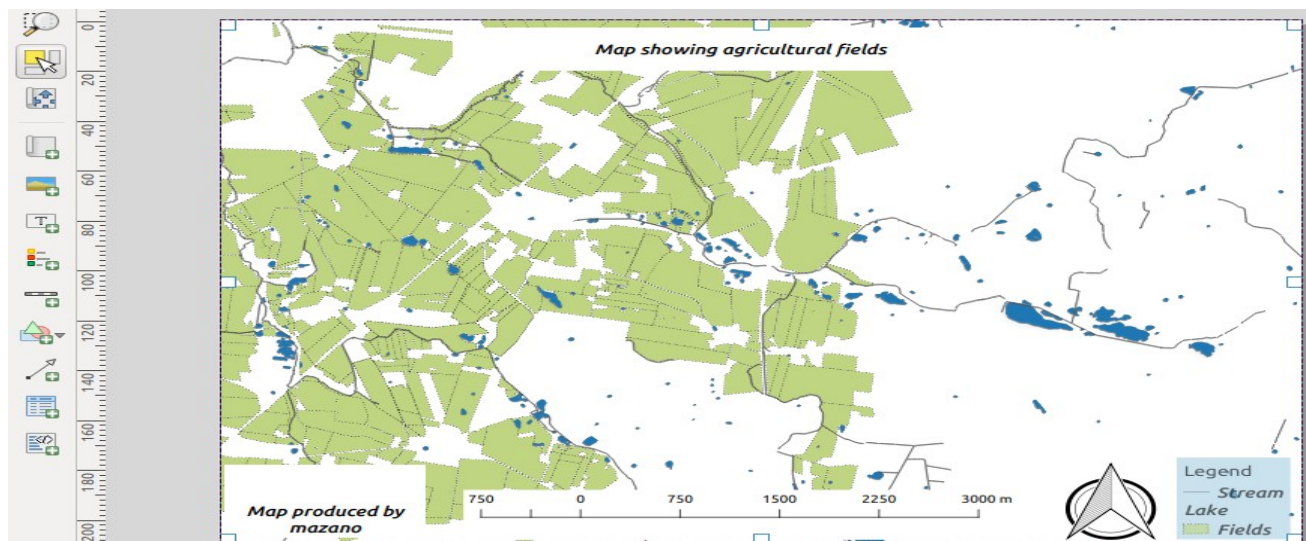 Map showing agricultural fields
0
20
40
60
80
100
120
140
160
180
200
T
Map produced by
mazano
750 0 750 1500 2250 3000 m
Legend
Stream
Lake
Fields